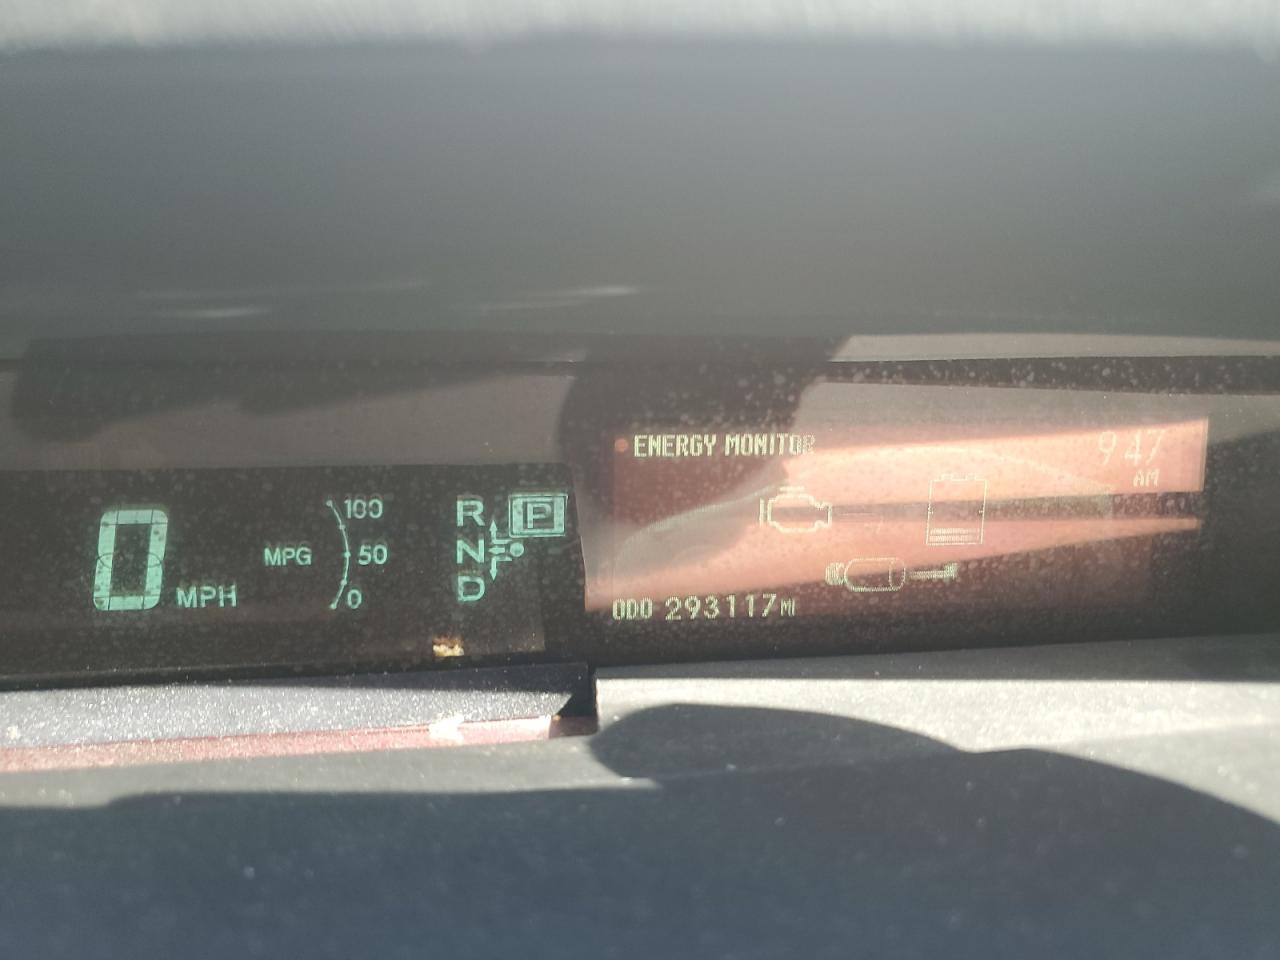 0 MPH
MPG
100
50
0
R
N
D
P
ENERGY MONITOR
9 47
AM
ODO 293117 MI